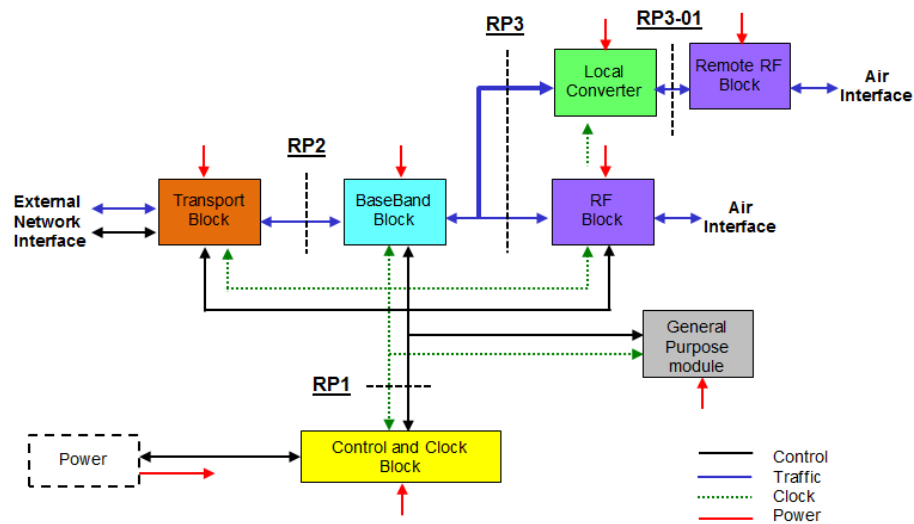 RP3
RP3-01
Local
Converter
Remote RF
Block
Air
Interface
RP2
External
Network
Interface
Transport
Block
BaseBand
Block
RF
Block
Air
Interface
General
Purpose
module
RP1
Power
Control and Clock
Block
Control
Traffic
Clock
Power